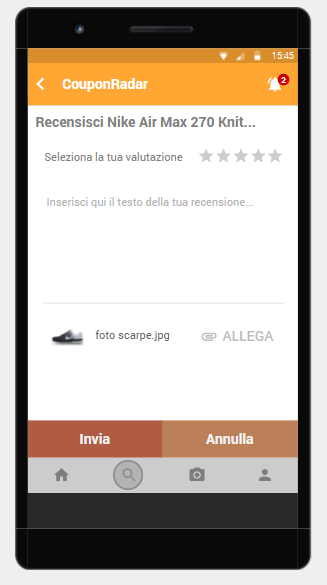 15:45
CouponRadar
2
Recensisci Nike Air Max 270 Knit...
Seleziona la tua valutazione
Inserisci qui il testo della tua recensione...
foto scarpe.jpg
ALLEGA
Invia
Annulla